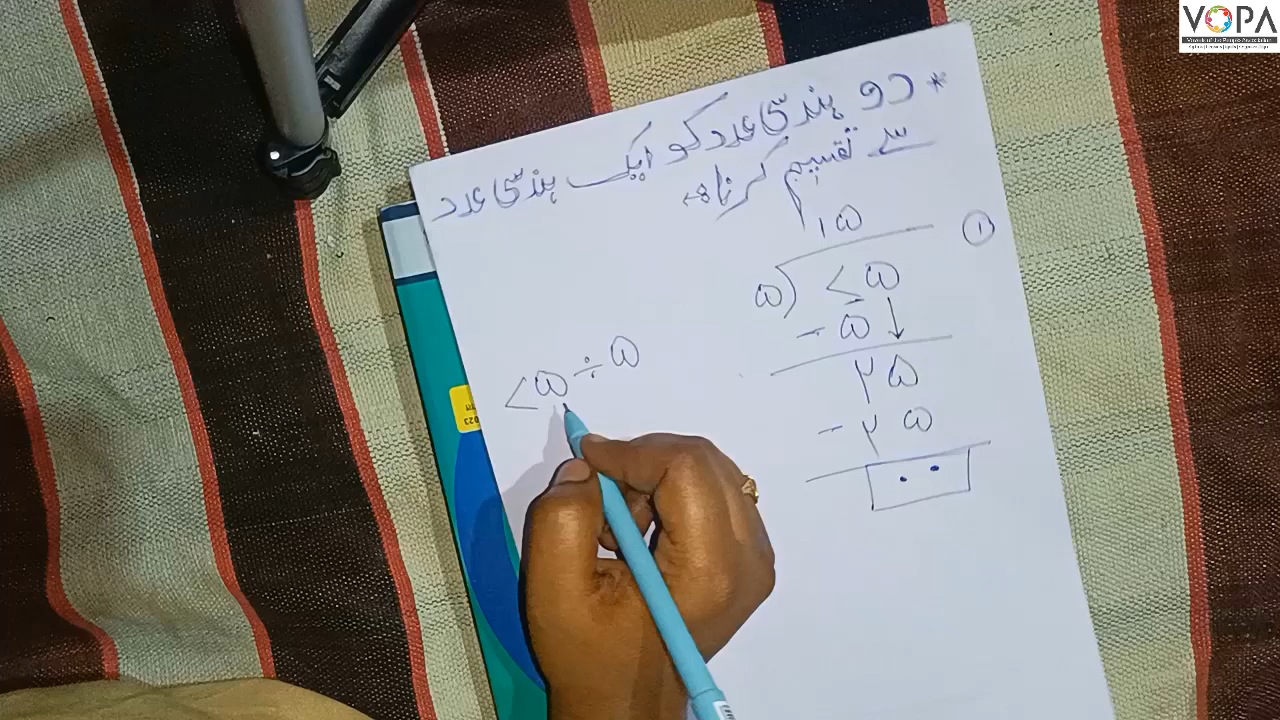 * دو ہندسی عدد کو ایک ہندسی عدد
سے تقسیم کرنا۔
۱
۱۵
۵) ۷۵
- ۵ ↓
۲۵
- ۲۵
۰۰
۷۵ ÷ ۵
VOPA